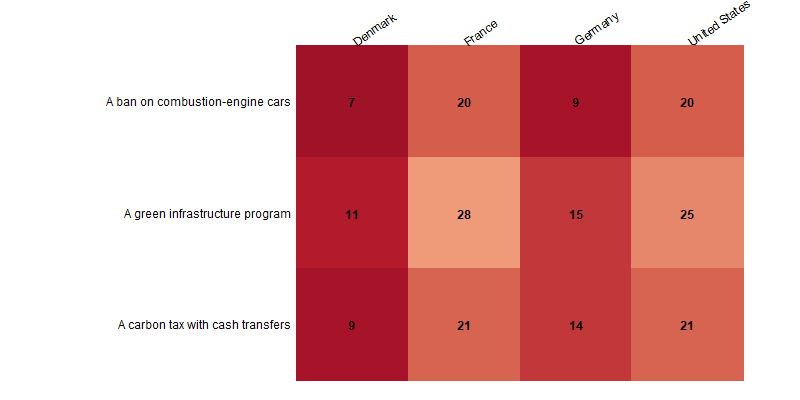 Denmark France Germany United States
A ban on combustion-engine cars 7 20 9 20
A green infrastructure program 11 28 15 25
A carbon tax with cash transfers 9 21 14 21